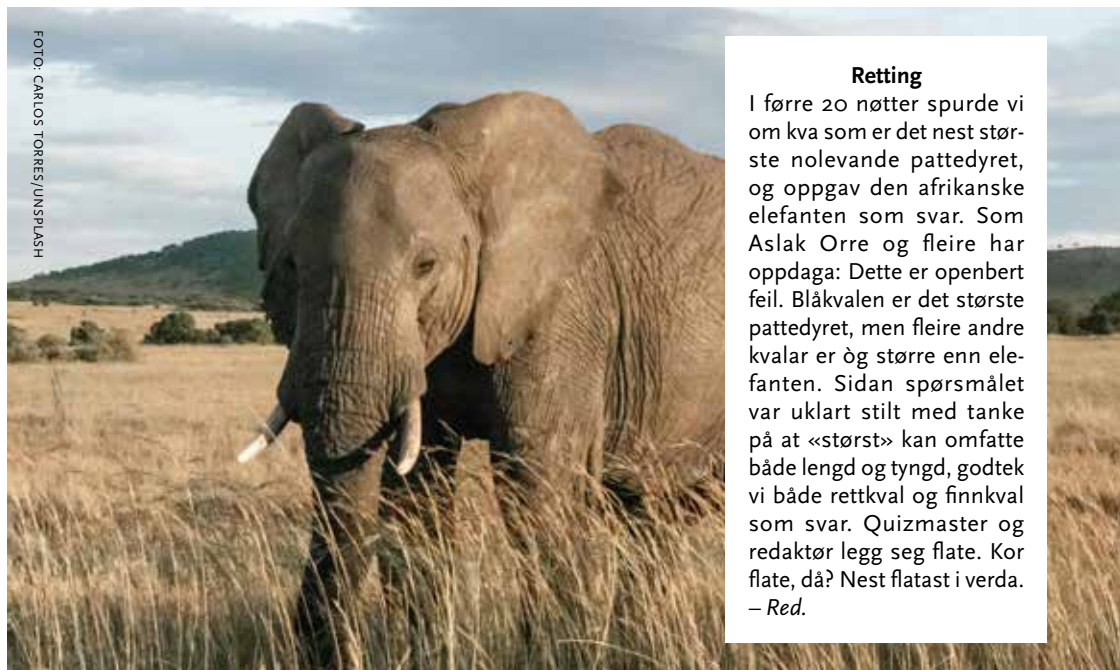 FOTO: CARLOS TORRES/UNSPLASH
Retting
I førre 20 nøtter spurde vi
om kva som er det nest stør-
ste nolevande pattedyret,
og oppgav den afrikanske
elefanten som svar. Som
Aslak Orre og fleire har
oppdaga: Dette er openbert
feil. Blåkvalen er det største
pattedyret, men fleire andre
kvalar er òg større enn ele-
fanten. Sidan spørsmålet
var uklart stilt med tanke
på at «størst» kan omfatte
både lengd og tyngd, godtek
vi både rettkval og finnkval
som svar. Quizmaster og
redaktør legg seg flate. Kor
flate, då? Nest flatast i verda.
– Red.